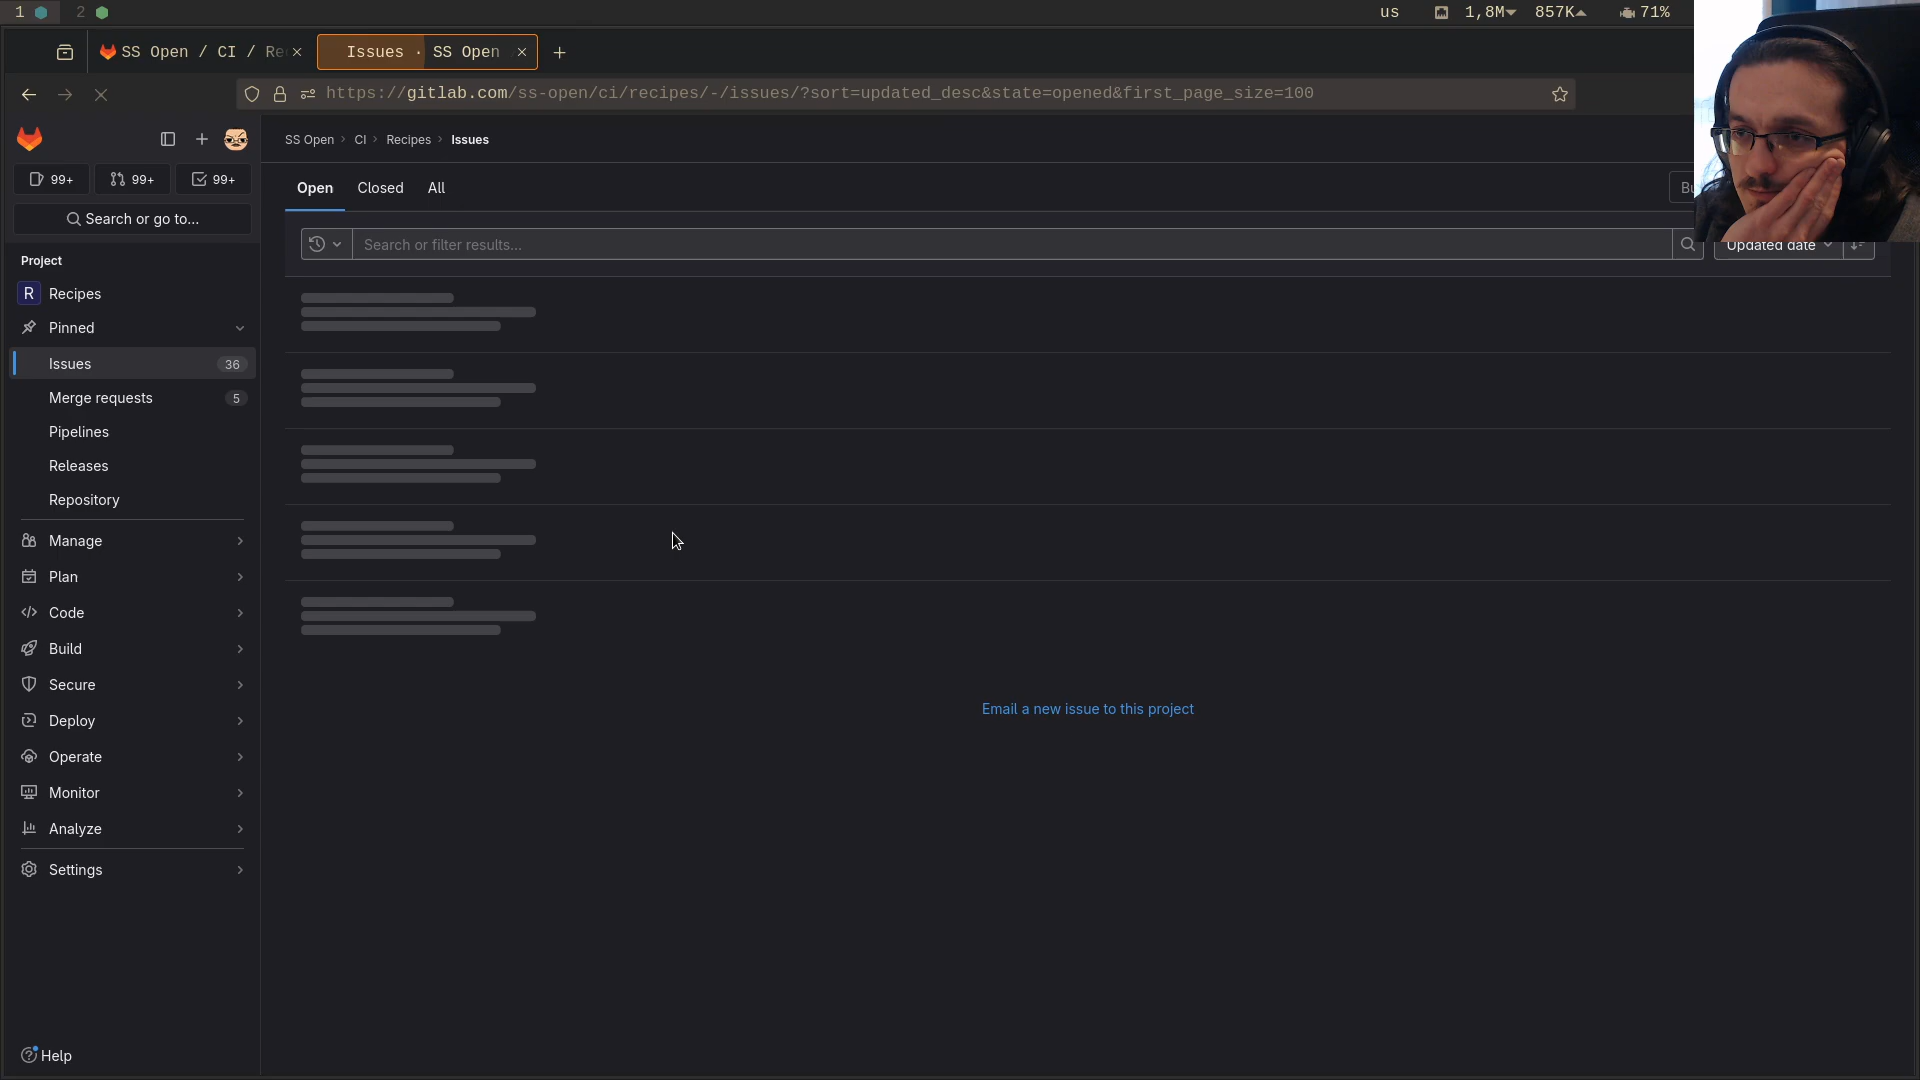 1 2 us 1,8M 857K 71%
SS Open / CI / Re Issues · SS Open
https://gitlab.com/ss-open/ci/recipes/-/issues/?sort=updated_desc&state=opened&first_page_size=100
SS Open CI Recipes Issues
99+ 99+ 99+
Open Closed All Bu
Search or go to...
Search or filter results...
Updated date
Project
R Recipes
Pinned
Issues 36
Merge requests 5
Pipelines
Releases
Repository
Manage
Plan
Code
Build
Secure
Email a new issue to this project
Deploy
Operate
Monitor
Analyze
Settings
Help